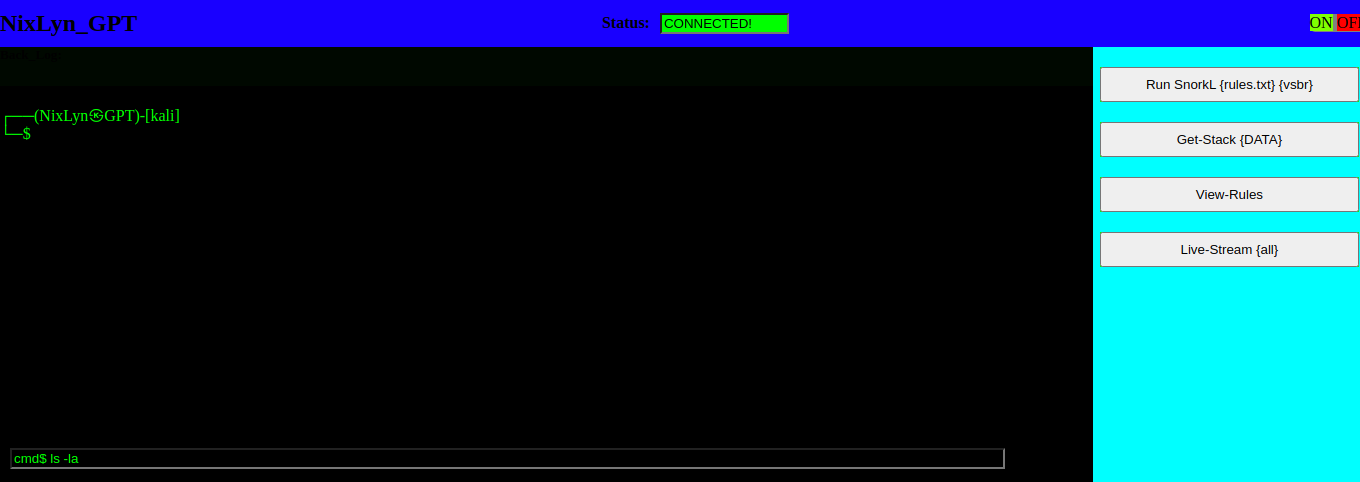 NixLyn_GPT
Status: CONNECTED!
ON OFF
┌──(NixLyn㉿GPT)-[kali]
└─$
Run SnorkL {rules.txt} {vsbr}
Get-Stack {DATA}
View-Rules
Live-Stream {all}
cmd$ ls -la